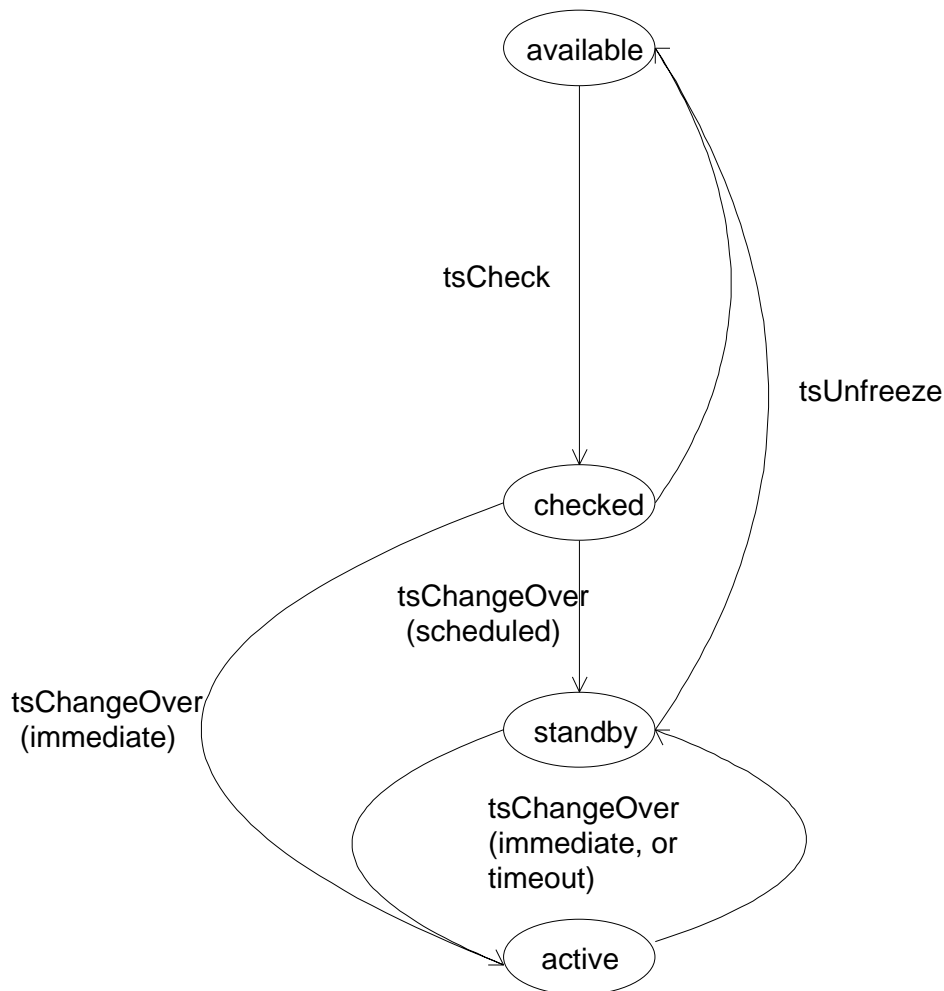 available
tsCheck
tsUnfreeze
checked
tsChangeOver
(scheduled)
tsChangeOver
(immediate)
standby
tsChangeOver
(immediate, or
timeout)
active